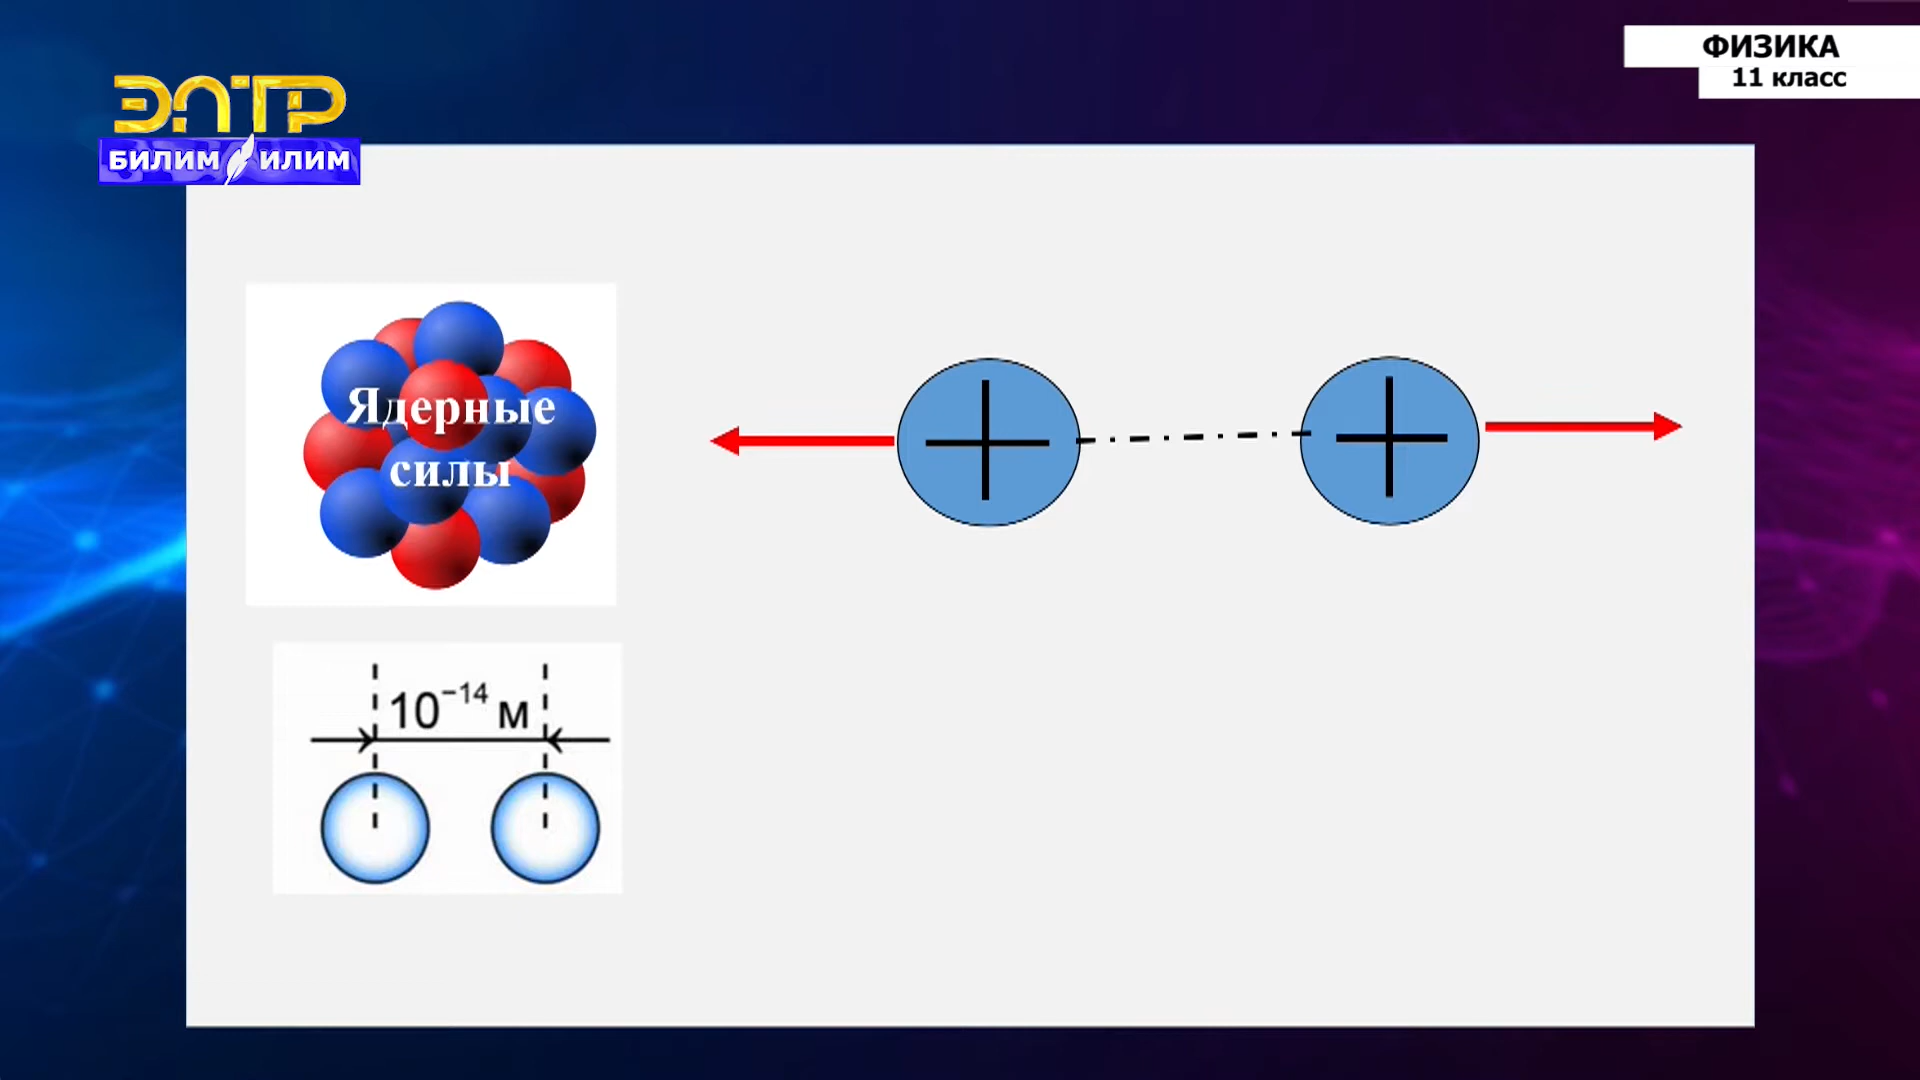 ФИЗИКА
11 класс
ЭЛТР
БИЛИМ ИЛИМ
Ядерные
силы
10⁻¹⁴ м